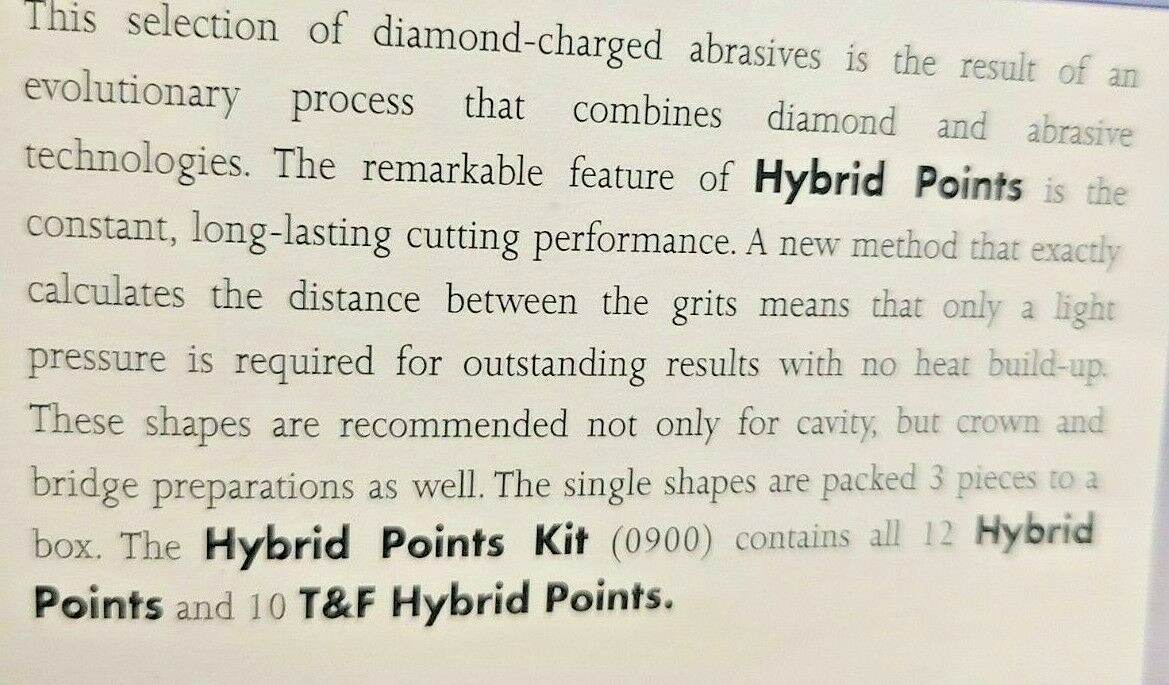 This selection of diamond-charged abrasives is the result of an
evolutionary process that combines diamond and abrasive
technologies. The remarkable feature of Hybrid Points is the
constant, long-lasting cutting performance. A new method that exactly
calculates the distance between the grits means that only a light
pressure is required for outstanding results with no heat build-up.
These shapes are recommended not only for cavity, but crown and
bridge preparations as well. The single shapes are packed 3 pieces to a
box. The Hybrid Points Kit (0900) contains all 12 Hybrid
Points and 10 T&F Hybrid Points.